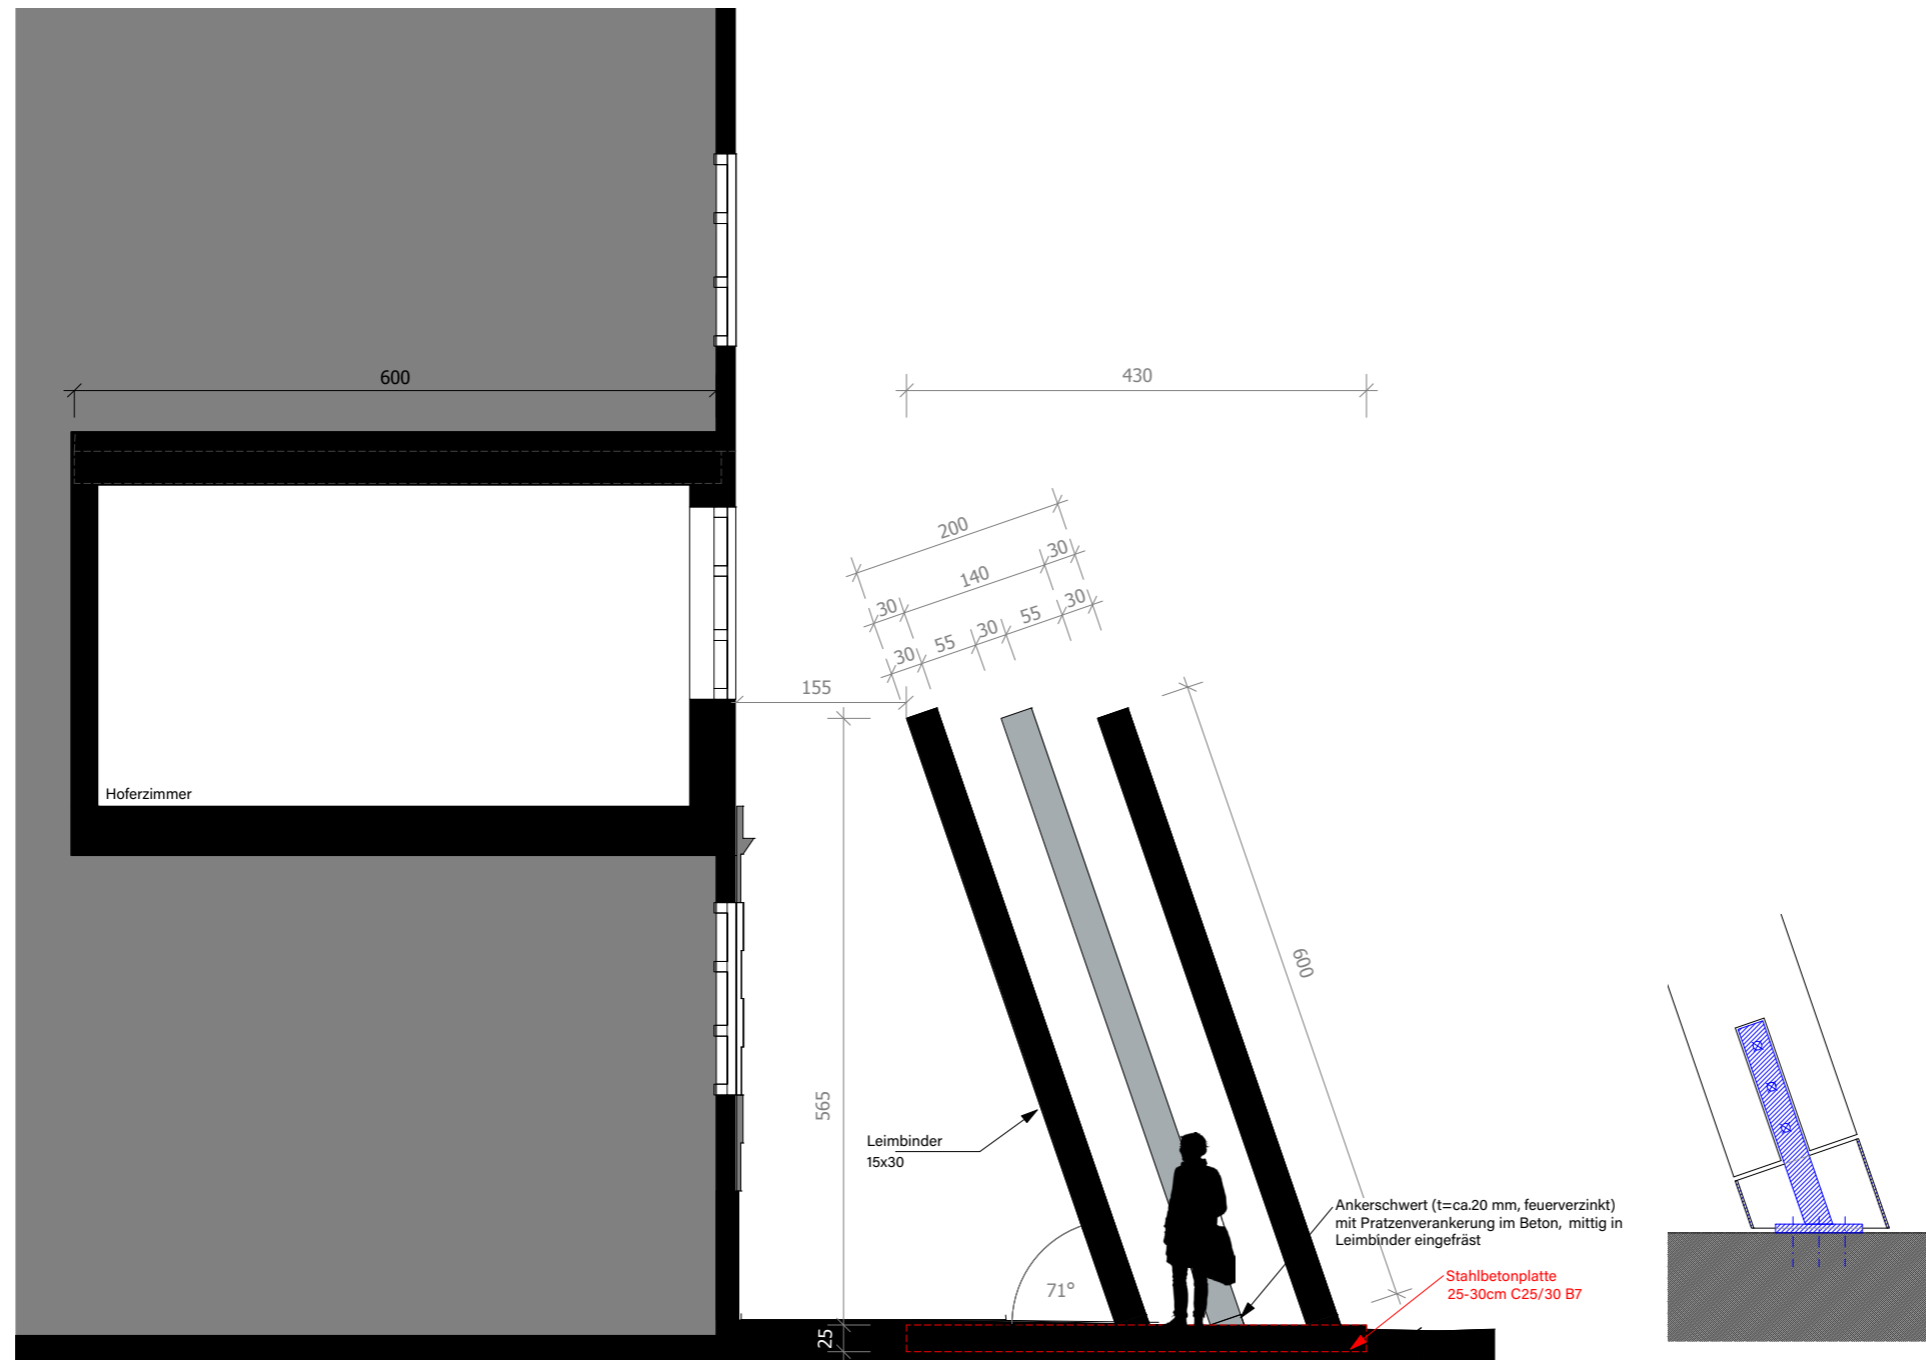 600
430
200
140
30
30
30
55
30
55
30
155
Hoferzimmer
565
600
Leimbinder
15x30
Ankerschwert (t=ca.20 mm, feuerverzinkt)
mit Pratzenverankerung im Beton, mittig in
Leimbinder eingefräst
71°
Stahlbetonplatte
25-30cm C25/30 B7
25